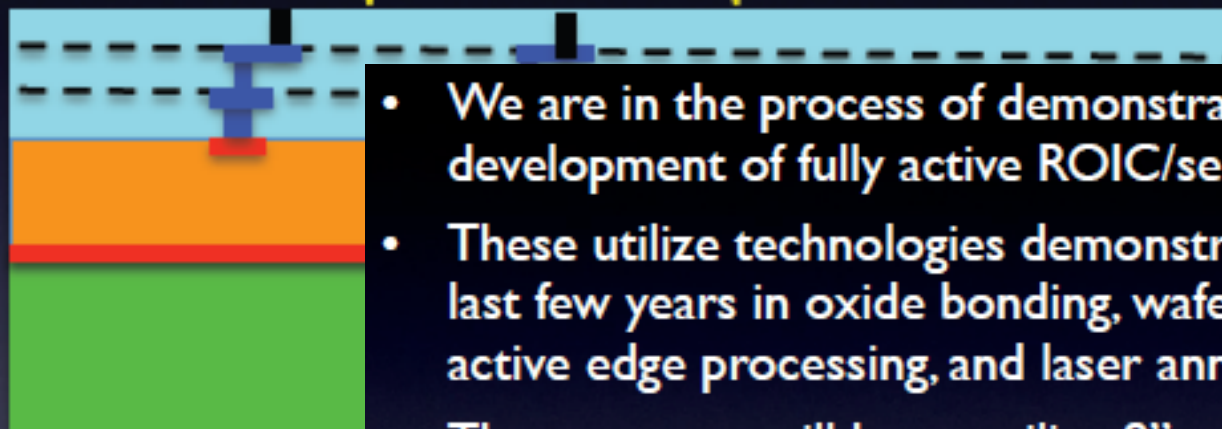 • We are in the process of demonstra
development of fully active ROIC/se
• These utilize technologies demonstr
last few years in oxide bonding, wafe
active edge processing, and laser ann